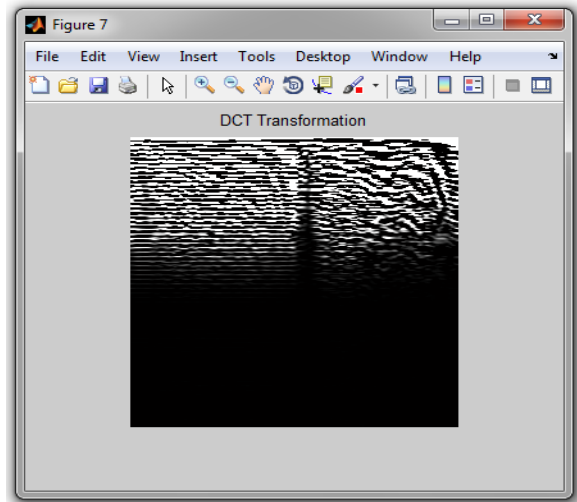 Figure 7
File Edit View Insert Tools Desktop Window Help
DCT Transformation